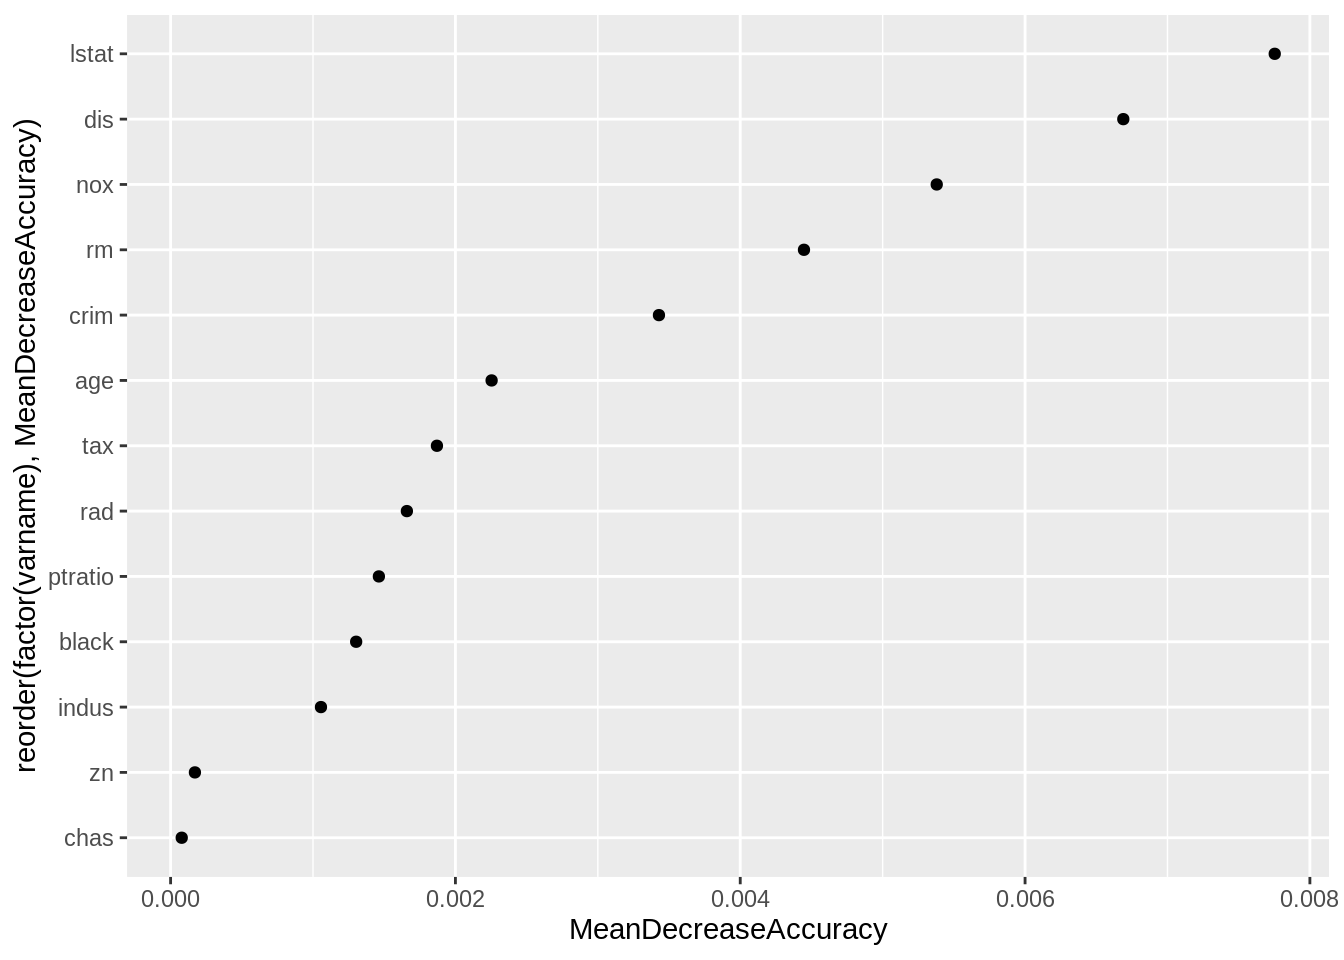 reorder(factor(varname), MeanDecreaseAccuracy)
lstat
dis
nox
rm
crim
age
tax
rad
ptratio
black
indus
zn
chas
0.000 0.002 0.004 0.006 0.008
MeanDecreaseAccuracy